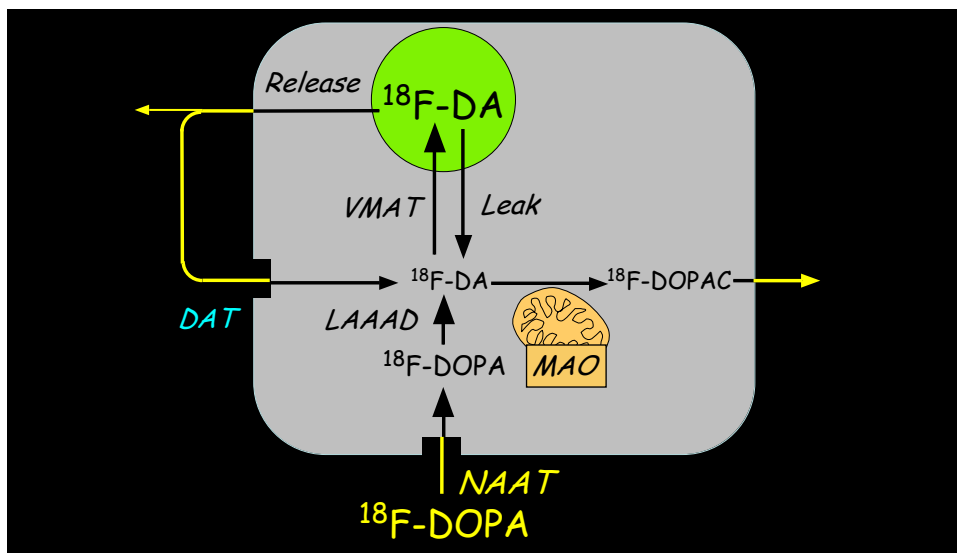 Release
¹⁸F-DA
VMAT
Leak
¹⁸F-DA
¹⁸F-DOPAC
DAT
LAAAD
¹⁸F-DOPA
MAO
NAAT
¹⁸F-DOPA